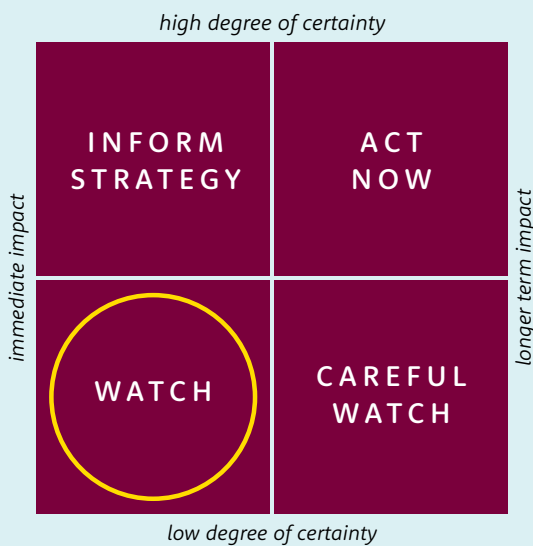 high degree of certainty
INFORM
STRATEGY
ACT
NOW
immediate impact
longer term impact
WATCH
CAREFUL
WATCH
low degree of certainty